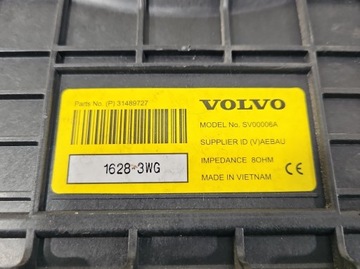 Parts No. (P) 31489727
VOLVO
MODEL No. SV00006A
SUPPLIER ID (V)AEBAU
IMPEDANCE 8OHM
1628-3WG
MADE IN VIETNAM
CE